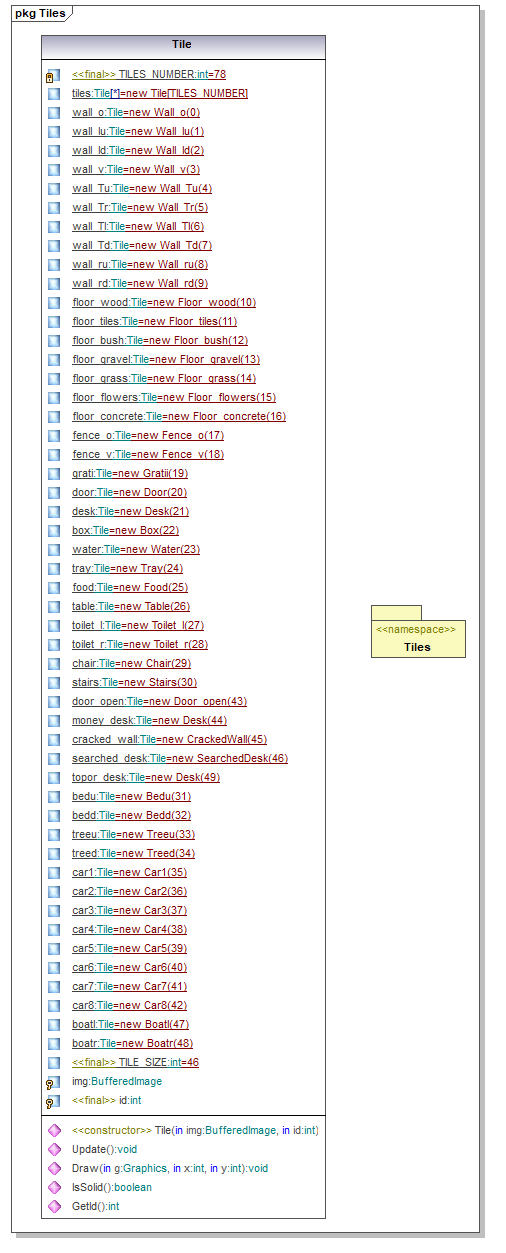 pkg Tiles
Tile
<<final>> TILES_NUMBER:int=78
tiles:Tile[*]=new Tile[TILES_NUMBER]
wall_o:Tile=new Wall_o(0)
wall_lu:Tile=new Wall_lu(1)
wall_ld:Tile=new Wall_ld(2)
wall_v:Tile=new Wall_v(3)
wall_Tu:Tile=new Wall_Tu(4)
wall_Tr:Tile=new Wall_Tr(5)
wall_Tl:Tile=new Wall_Tl(6)
wall_Td:Tile=new Wall_Td(7)
wall_ru:Tile=new Wall_ru(8)
wall_rd:Tile=new Wall_rd(9)
floor_wood:Tile=new Floor_wood(10)
floor_tiles:Tile=new Floor_tiles(11)
floor_bush:Tile=new Floor_bush(12)
floor_gravel:Tile=new Floor_gravel(13)
floor_grass:Tile=new Floor_grass(14)
floor_flowers:Tile=new Floor_flowers(15)
floor_concrete:Tile=new Floor_concrete(16)
fence_o:Tile=new Fence_o(17)
fence_v:Tile=new Fence_v(18)
grati:Tile=new Gratii(19)
door:Tile=new Door(20)
desk:Tile=new Desk(21)
box:Tile=new Box(22)
water:Tile=new Water(23)
tray:Tile=new Tray(24)
food:Tile=new Food(25)
table:Tile=new Table(26)
toilet_l:Tile=new Toilet_l(27)
toilet_r:Tile=new Toilet_r(28)
chair:Tile=new Chair(29)
stairs:Tile=new Stairs(30)
door_open:Tile=new Door_open(43)
money_desk:Tile=new Desk(44)
cracked_wall:Tile=new CrackedWall(45)
searched_desk:Tile=new SearchedDesk(46)
topor_desk:Tile=new Desk(49)
bedu:Tile=new Bedu(31)
bedd:Tile=new Bedd(32)
treeu:Tile=new Treeu(33)
treed:Tile=new Treed(34)
car1:Tile=new Car1(35)
car2:Tile=new Car2(36)
car3:Tile=new Car3(37)
car4:Tile=new Car4(38)
car5:Tile=new Car5(39)
car6:Tile=new Car6(40)
car7:Tile=new Car7(41)
car8:Tile=new Car8(42)
boatl:Tile=new Boatl(47)
boatr:Tile=new Boatr(48)
<<final>> TILE_SIZE:int=46
img:BufferedImage
<<final>> id:int
<<constructor>> Tile(in img:BufferedImage, in id:int)
Update():void
Draw(in g:Graphics, in x:int, in y:int):void
IsSolid():boolean
GetId():int
<<namespace>>
Tiles